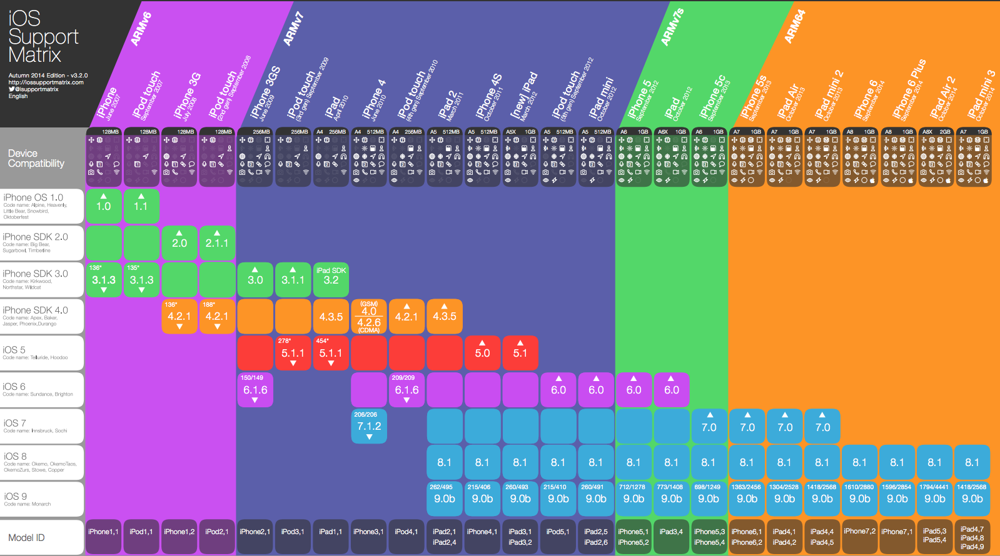 iOS
Support
Matrix
Autumn 2014 Edition - v3.2.0
http://iossupportmatrix.com
@isupportmatrix
English
ARMv6
ARMv7
ARMv7s
ARM64
iPhone
June 2007
iPod touch
September 2007
iPhone 3G
July 2008
iPod touch
(2nd gen) September 2008
iPhone 3GS
June 2009
iPod touch
(3rd gen) September 2009
iPad
April 2010
iPhone 4
June 2010
iPod touch
(4th gen) September 2010
iPad 2
March 2011
iPhone 4S
October 2011
[new] iPad
March 2012
iPod touch
(5th gen) September 2012
iPad mini
October 2012
iPhone 5
September 2012
iPad
October 2012
iPhone 5c
September 2013
iPhone 5s
September 2013
iPad Air
October 2013
iPad mini 2
October 2013
iPhone 6
September 2014
iPhone 6 Plus
September 2014
iPad Air 2
October 2014
iPad mini 3
October 2014
Device
Compatibility
128MB 128MB 128MB 128MB 256MB 256MB A4 256MB A4 512MB A4 256MB A5 512MB A5 512MB A5X 1GB A5 512MB A5 512MB A6 1GB A6X 1GB A6 1GB A7 1GB A7 1GB A7 1GB A8 1GB A8 1GB A8X 2GB A7 1GB
iPhone OS 1.0
Code name: Alpine, Heavenly,
Little Bear, Snowbird,
Oktoberfest
1.0 1.1
iPhone SDK 2.0
Code name: Big Bear,
Sugarbowl, Timberline
2.0 2.1.1
iPhone SDK 3.0
Code name: Kirkwood,
Northstar, Wildcat
136* 135*
3.1.3 3.1.3 3.0 3.1.1
iPad SDK
3.2
iPhone SDK 4.0
Code name: Apex, Baker,
Jasper, Phoenix,Durango
136* 188*
4.2.1 4.2.1 4.3.5
(GSM)
4.0
4.2.6
(CDMA)
4.2.1 4.3.5
iOS 5
Code name: Telluride, Hoodoo
278* 454*
5.1.1 5.1.1 5.0 5.1
iOS 6
Code name: Sundance, Brighton
150/149 209/209
6.1.6 6.1.6 6.0 6.0 6.0 6.0
iOS 7
Code name: Innsbruck, Sochi
206/206
7.1.2 7.0 7.0 7.0 7.0
iOS 8
Code name: Okemo, OkemoTaos,
OkemoZurs, Stowe, Copper
8.1 8.1 8.1 8.1 8.1 8.1 8.1 8.1 8.1 8.1 8.1 8.1 8.1 8.1 8.1
iOS 9
Code name: Monarch
262/495 215/406 260/493 215/410 260/491 712/1278 773/1408 698/1249 1363/2456 1304/2528 1418/2568 1610/2880 1596/2854 1794/4441 1418/2568
9.0b 9.0b 9.0b 9.0b 9.0b 9.0b 9.0b 9.0b 9.0b 9.0b 9.0b 9.0b 9.0b 9.0b 9.0b
Model ID
iPhone1,1
iPod1,1
iPhone1,2
iPod2,1
iPhone2,1
iPod3,1
iPad1,1
iPhone3,1
iPod4,1
iPad2,1
iPad2,4
iPhone4,1
iPad3,1
iPad3,2
iPod5,1
iPad2,5
iPad2,6
iPhone5,1
iPhone5,2
iPad3,4
iPhone5,3
iPhone5,4
iPhone6,1
iPhone6,2
iPad4,1
iPad4,2
iPad4,4
iPad4,5
iPhone7,2
iPhone7,1
iPad5,3
iPad5,4
iPad4,7
iPad4,8
iPad4,9